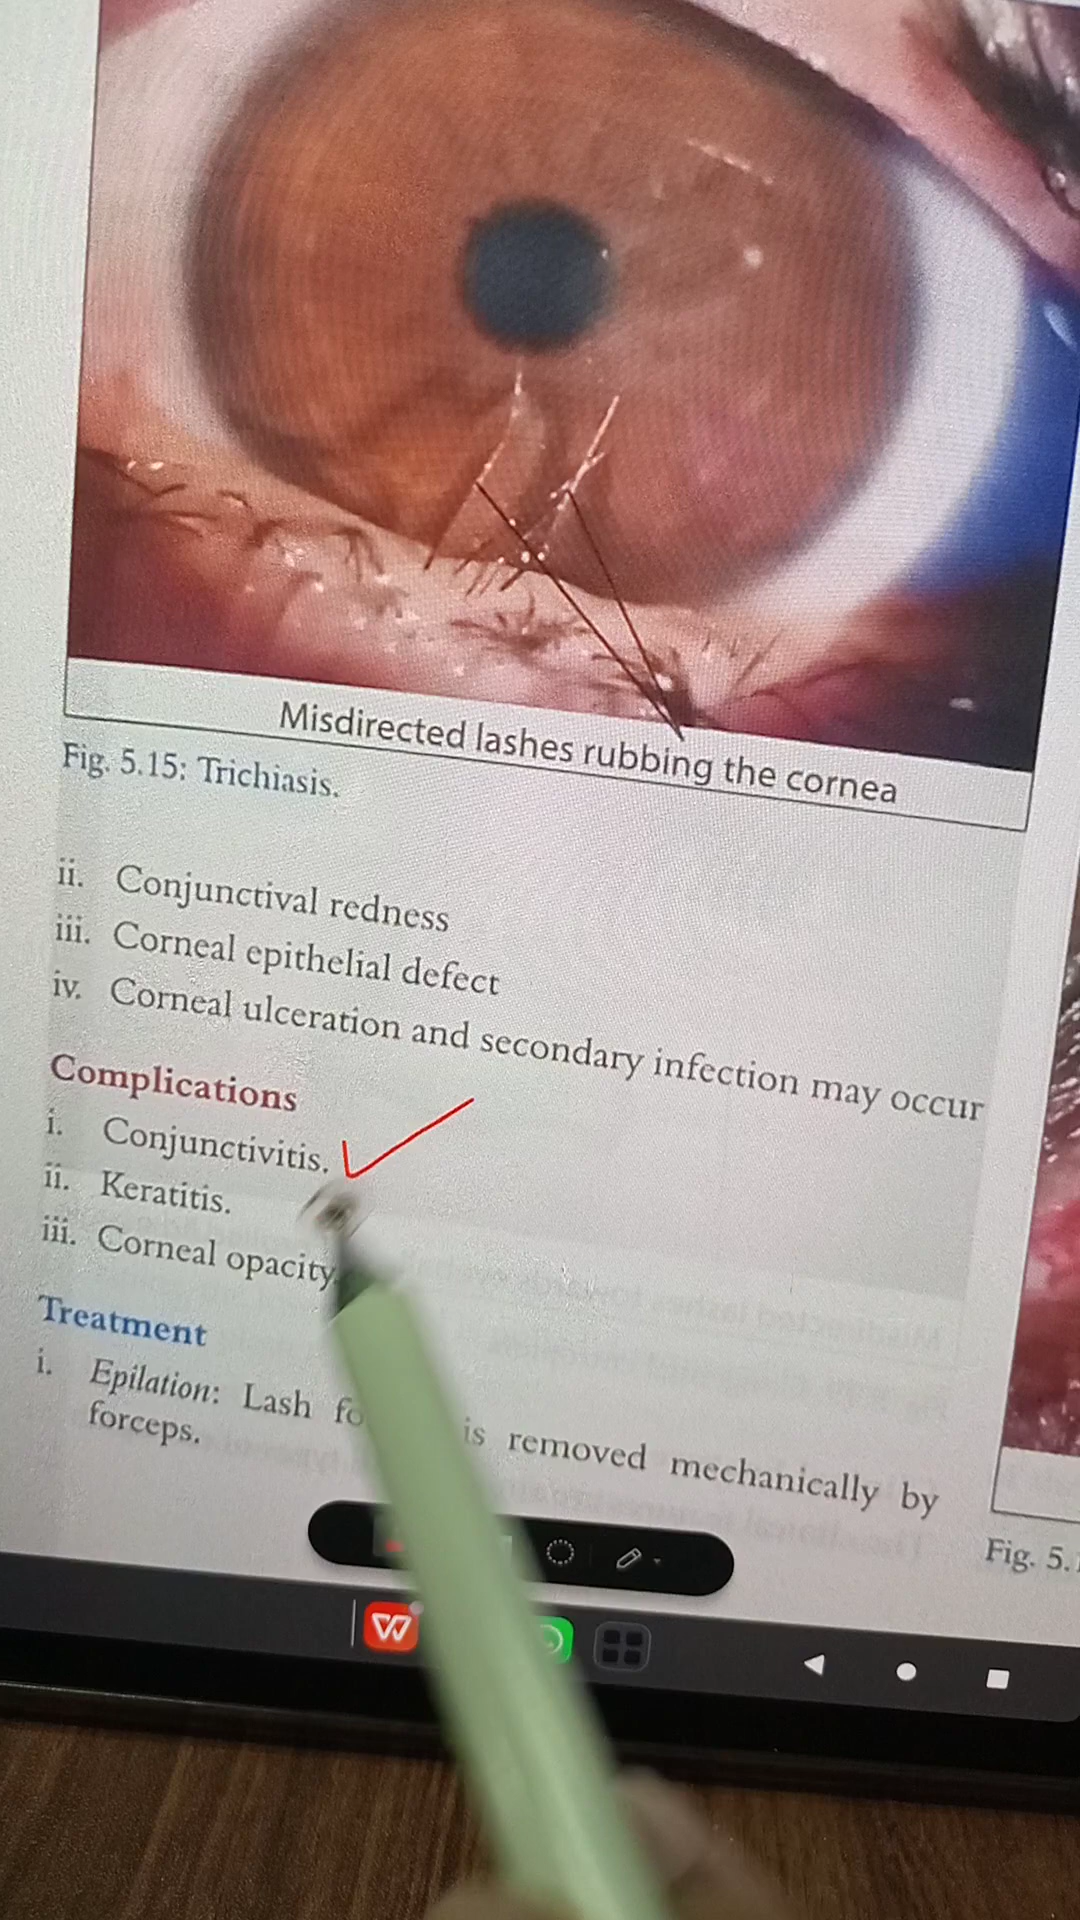 Misdirected lashes rubbing the cornea
Fig. 5.15: Trichiasis.
ii. Conjunctival redness
iii. Corneal epithelial defect
iv. Corneal ulceration and secondary infection may occur
Complications
i. Conjunctivitis.
ii. Keratitis.
iii. Corneal opacity
Treatment
i. Epilation: Lash is removed mechanically by
forceps.
Fig. 5.